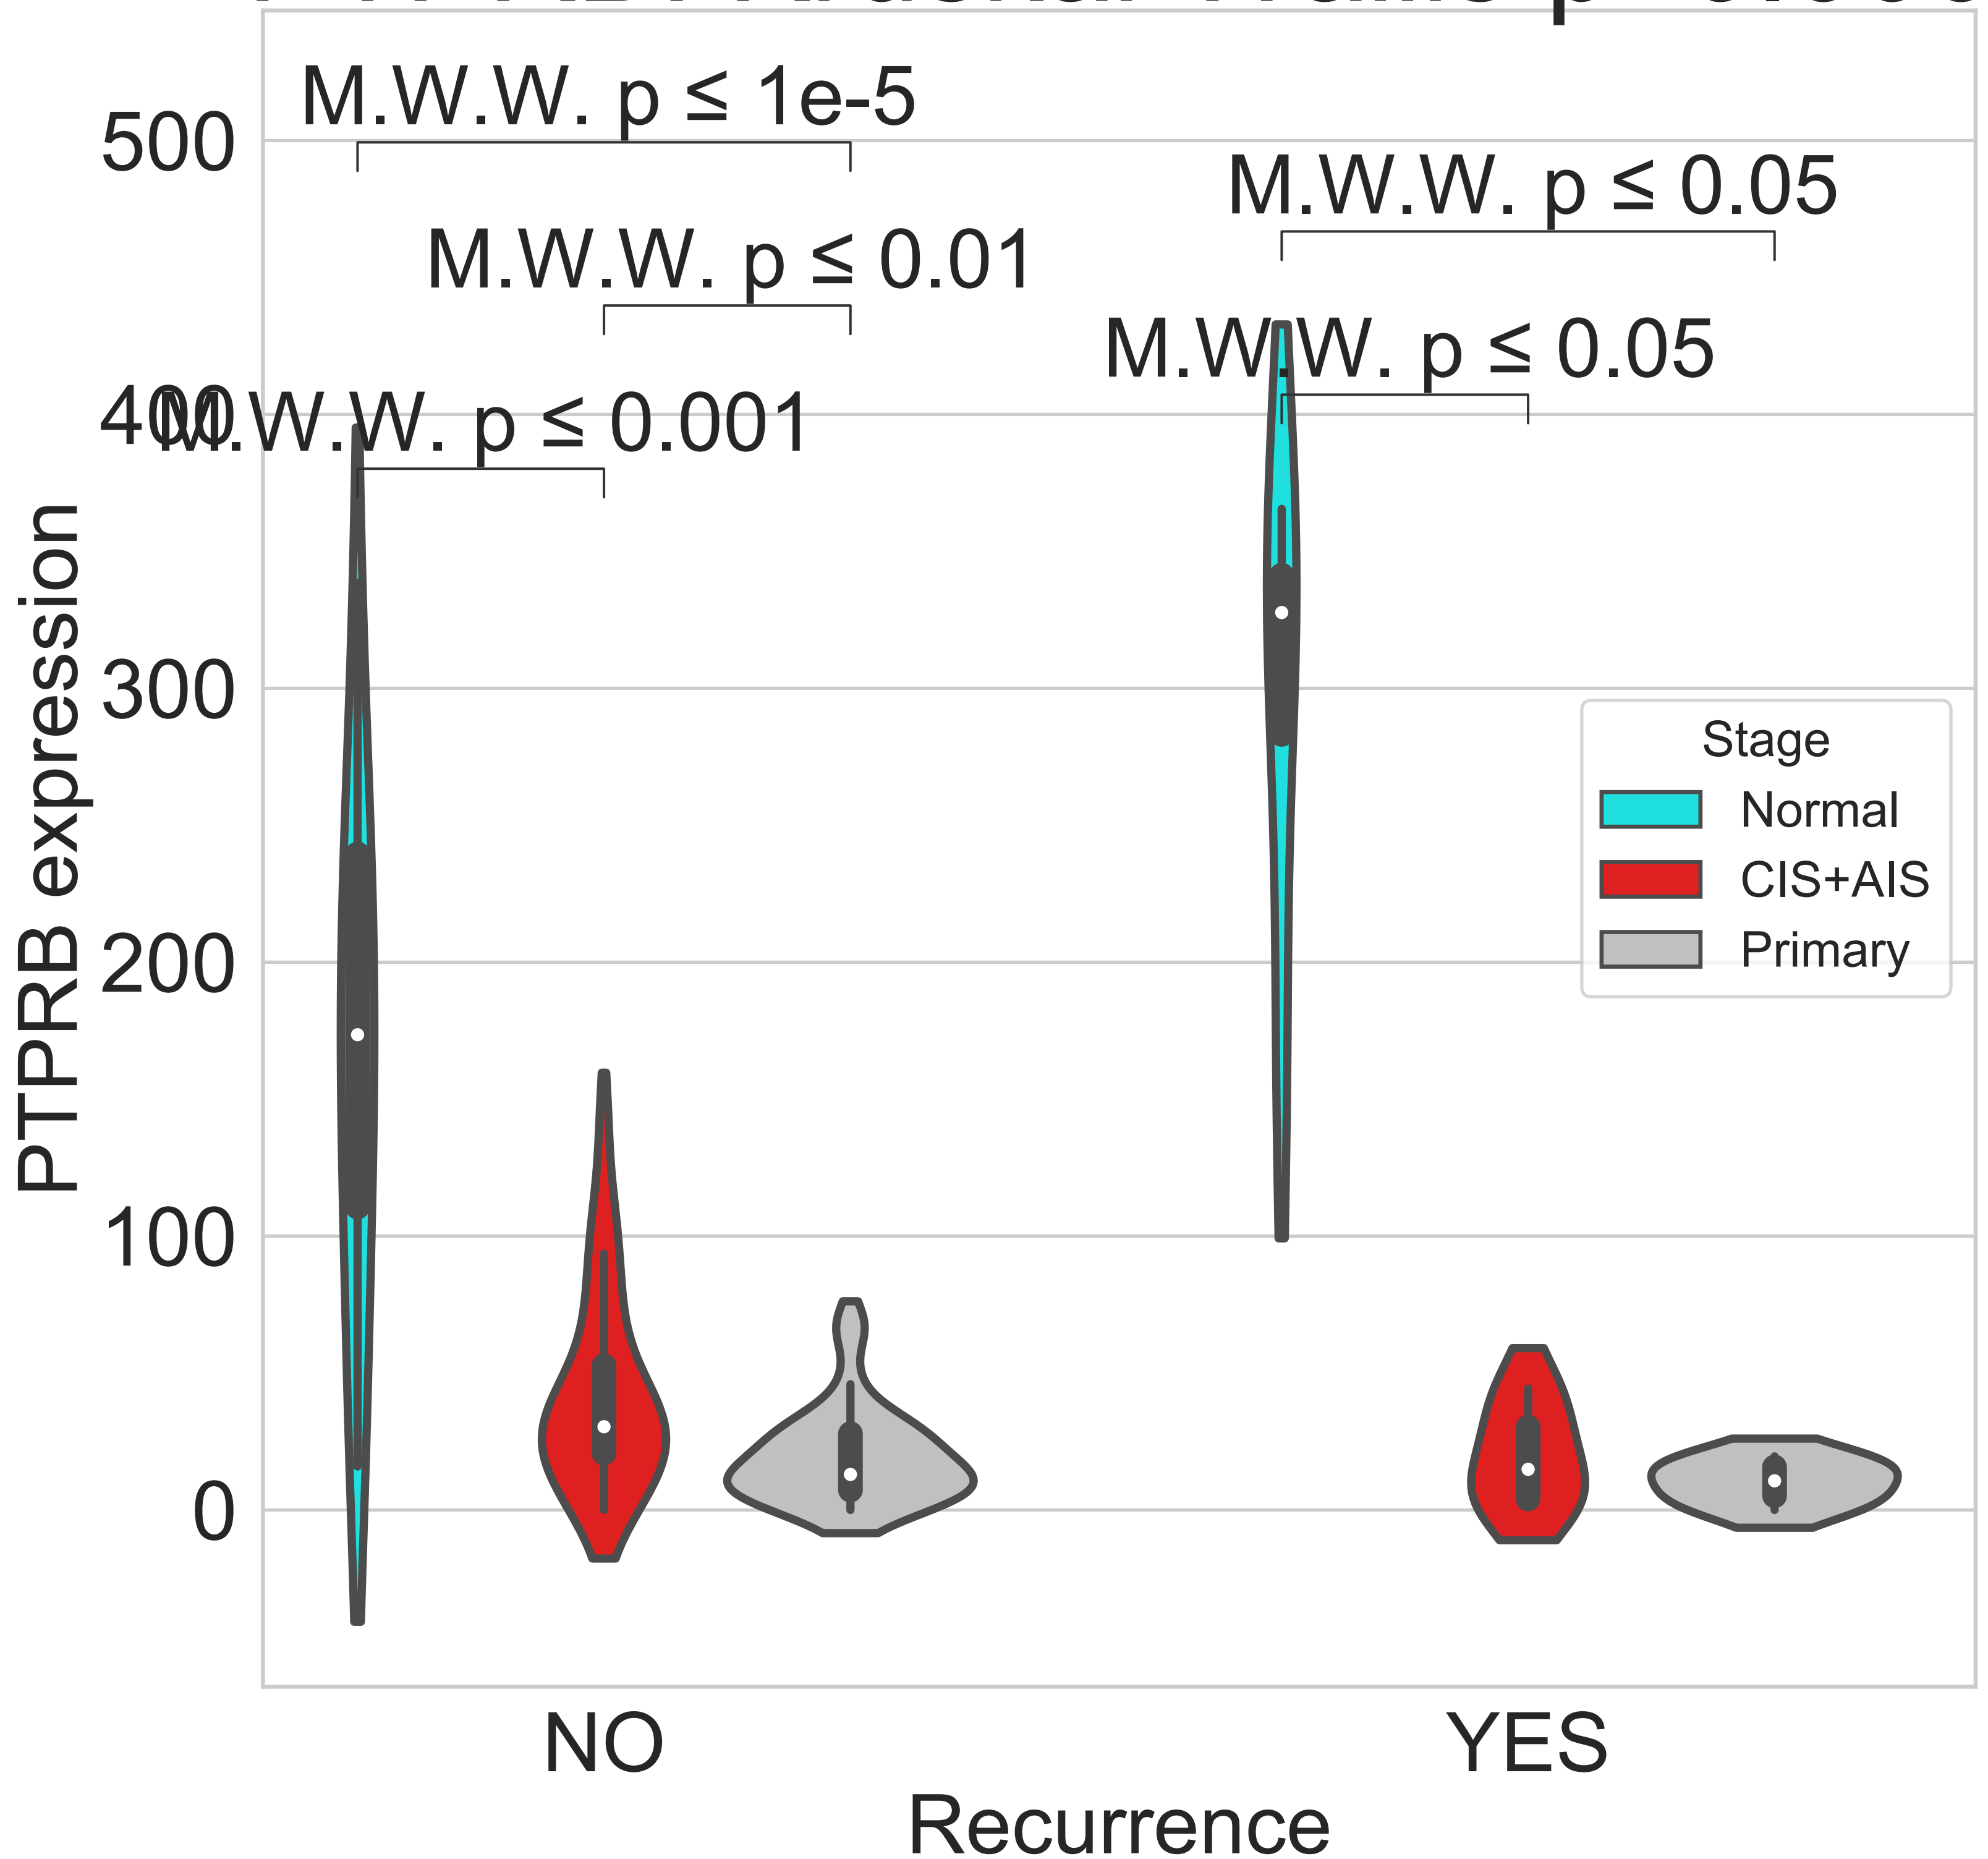 M.W.W. p ≤ 1e-5
M.W.W. p ≤ 0.05
M.W.W. p ≤ 0.01
M.W.W. p ≤ 0.05
M.W.W. p ≤ 0.001
500
400
300
200
100
0
PTPRB expression
Stage
Normal
CIS+AIS
Primary
NO
YES
Recurrence